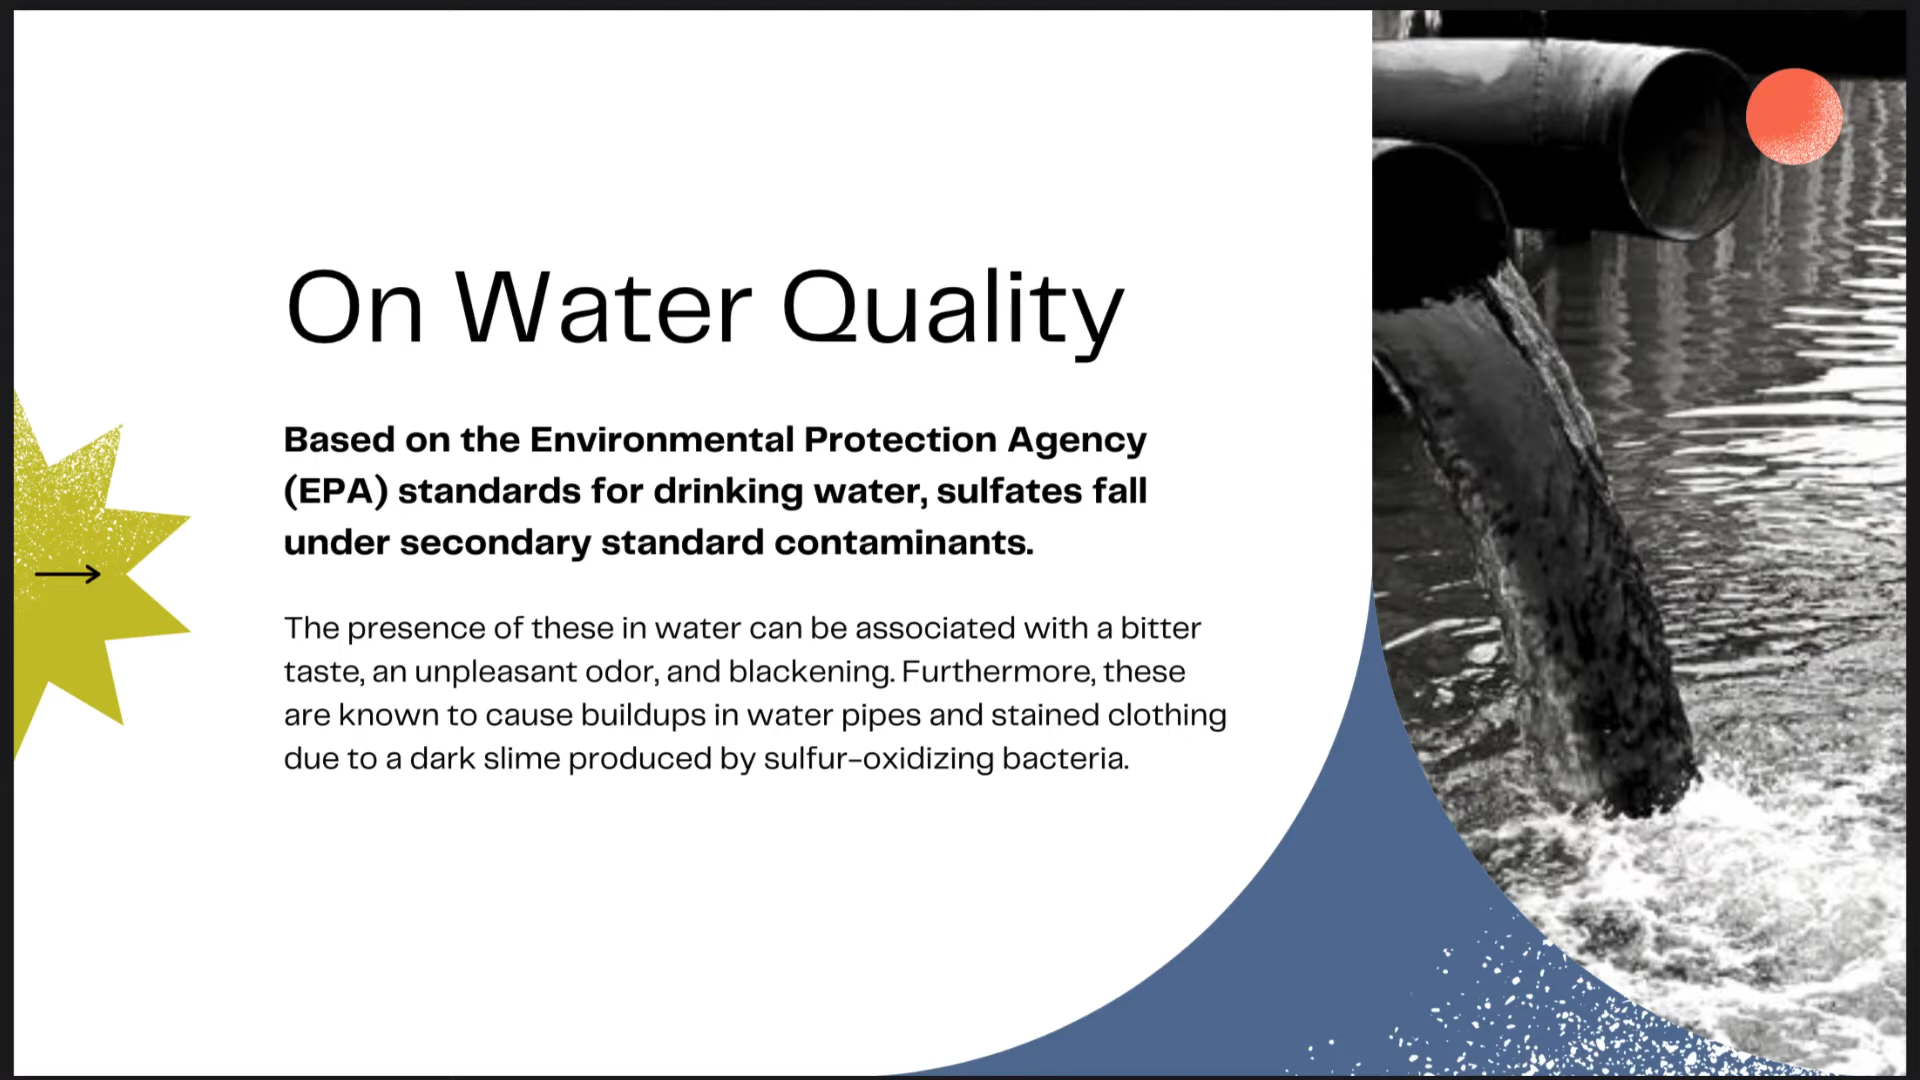 On Water Quality
Based on the Environmental Protection Agency
(EPA) standards for drinking water, sulfates fall
under secondary standard contaminants.
The presence of these in water can be associated with a bitter
taste, an unpleasant odor, and blackening. Furthermore, these
are known to cause buildups in water pipes and stained clothing
due to a dark slime produced by sulfur-oxidizing bacteria.